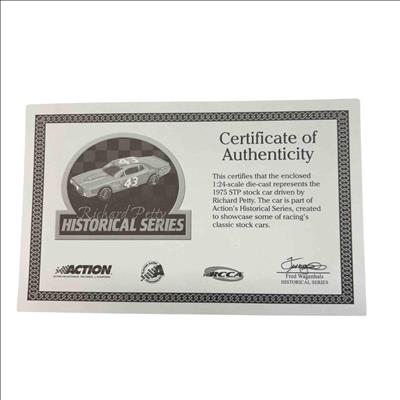 43
43
Richard Petty
HISTORICAL SERIES
Certificate of
Authenticity
This certifies that the enclosed
1:24-scale die-cast represents the
1975 STP stock car driven by
Richard Petty. The car is part of
Action's Historical Series, created
to showcase some of racing's
classic stock cars.
ACTION
RCCA
Fred Wagenhals
HISTORICAL SERIES